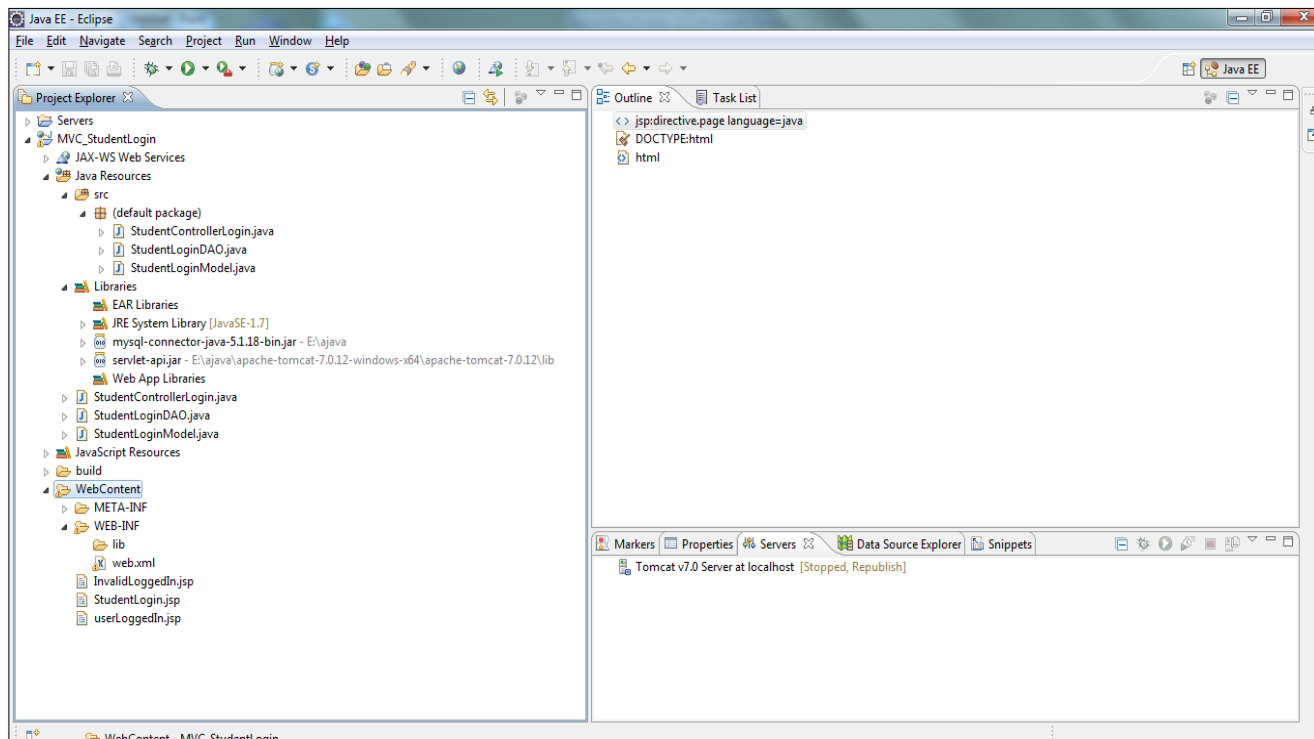 Java EE - Eclipse
File Edit Navigate Search Project Run Window Help
Java EE
Project Explorer
Servers
MVC_StudentLogin
JAX-WS Web Services
Java Resources
src
(default package)
StudentControllerLogin.java
StudentLoginDAO.java
StudentLoginModel.java
Libraries
EAR Libraries
JRE System Library [JavaSE-1.7]
mysql-connector-java-5.1.18-bin.jar - E:\ajava
servlet-api.jar - E:\ajava\apache-tomcat-7.0.12-windows-x64\apache-tomcat-7.0.12\lib
Web App Libraries
StudentControllerLogin.java
StudentLoginDAO.java
StudentLoginModel.java
JavaScript Resources
build
WebContent
META-INF
WEB-INF
lib
web.xml
InvalidLoggedIn.jsp
StudentLogin.jsp
userLoggedIn.jsp
Outline Task List
jsp:directive.page language=java
DOCTYPE:html
html
Markers Properties Servers Data Source Explorer Snippets
Tomcat v7.0 Server at localhost [Stopped, Republish]
WebContent - MVC_StudentLogin